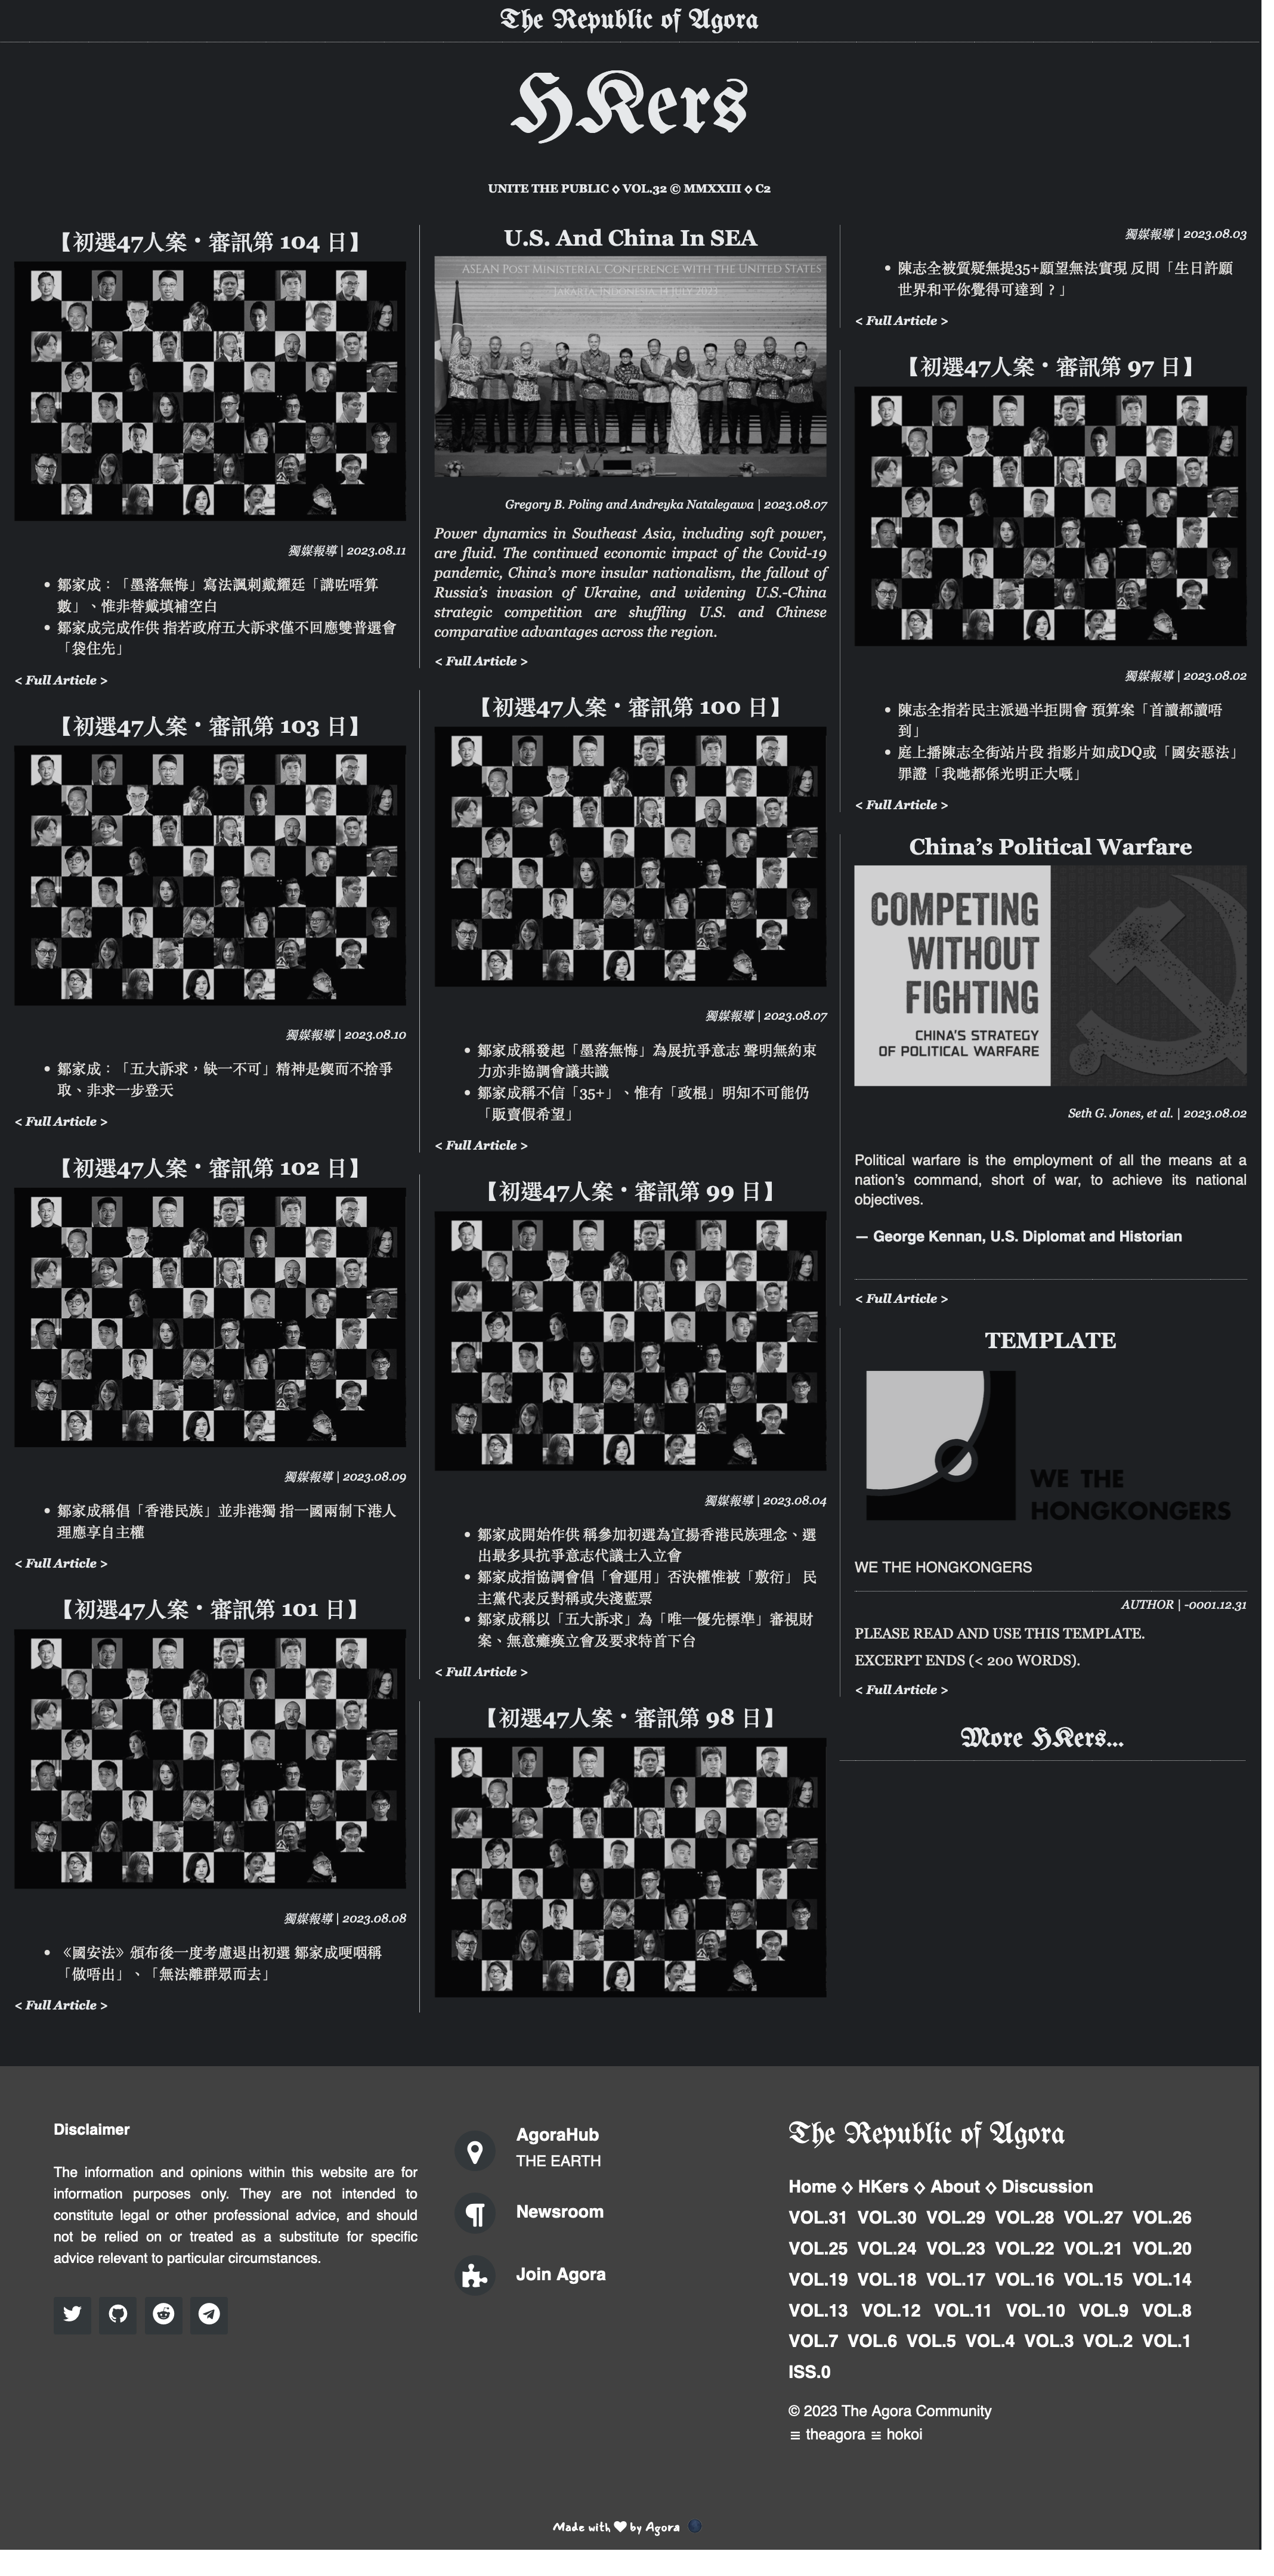 The Republic of Agora
HKers
UNITE THE PUBLIC ◊ VOL.32 © MMXXIII ◊ C2
【初選47人案・審訊第 104 日】
獨媒報導 | 2023.08.11
鄒家成：「墨落無悔」寫法諷刺戴耀廷「講咗唔算
數」、惟非替戴填補空白
鄒家成完成作供 指若政府五大訴求僅不回應雙普選會
「袋住先」
< Full Article >
【初選47人案・審訊第 103 日】
獨媒報導 | 2023.08.10
鄒家成：「五大訴求，缺一不可」精神是鍥而不捨爭
取、非求一步登天
< Full Article >
【初選47人案・審訊第 102 日】
獨媒報導 | 2023.08.09
鄒家成稱倡「香港民族」並非港獨 指一國兩制下港人
理應享自主權
< Full Article >
【初選47人案・審訊第 101 日】
獨媒報導 | 2023.08.08
《國安法》頒布後一度考慮退出初選 鄒家成哽咽稱
「做唔出」、「無法離群眾而去」
< Full Article >
U.S. And China In SEA
ASEAN POST MINISTERIAL CONFERENCE WITH THE UNITED STATES
JAKARTA, INDONESIA, 14 JULY 2023
Gregory B. Poling and Andreyka Natalegawa | 2023.08.07
Power dynamics in Southeast Asia, including soft power,
are fluid. The continued economic impact of the Covid-19
pandemic, China’s more insular nationalism, the fallout of
Russia’s invasion of Ukraine, and widening U.S.-China
strategic competition are shuffling U.S. and Chinese
comparative advantages across the region.
< Full Article >
【初選47人案・審訊第 100 日】
獨媒報導 | 2023.08.07
鄒家成稱發起「墨落無悔」為展抗爭意志 聲明無約束
力亦非協調會議共識
鄒家成稱不信「35+」、惟有「政棍」明知不可能仍
「販賣假希望」
< Full Article >
【初選47人案・審訊第 99 日】
獨媒報導 | 2023.08.04
鄒家成開始作供 稱參加初選為宣揚香港民族理念、選
出最多具抗爭意志代議士入立會
鄒家成指協調會倡「會運用」否決權惟被「敷衍」 民
主黨代表反對稱或失淺藍票
鄒家成稱以「五大訴求」為「唯一優先標準」審視財
案、無意癱瘓立會及要求特首下台
< Full Article >
【初選47人案・審訊第 98 日】
獨媒報導 | 2023.08.03
陳志全被質疑無提35+願望無法實現 反問「生日許願
世界和平你覺得可達到？」
< Full Article >
【初選47人案・審訊第 97 日】
獨媒報導 | 2023.08.02
陳志全指若民主派過半拒開會 預算案「首讀都讀唔
到」
庭上播陳志全街站片段 指影片如成DQ或「國安惡法」
罪證「我哋都係光明正大嘅」
< Full Article >
China’s Political Warfare
COMPETING
WITHOUT
FIGHTING
CHINA’S STRATEGY
OF POLITICAL WARFARE
Seth G. Jones, et al. | 2023.08.02
Political warfare is the employment of all the means at a
nation’s command, short of war, to achieve its national
objectives.
— George Kennan, U.S. Diplomat and Historian
< Full Article >
TEMPLATE
WE THE
HONGKONGERS
WE THE HONGKONGERS
AUTHOR | -0001.12.31
PLEASE READ AND USE THIS TEMPLATE.
EXCERPT ENDS (< 200 WORDS).
< Full Article >
More HKers...
Disclaimer
The information and opinions within this website are for
information purposes only. They are not intended to
constitute legal or other professional advice, and should
not be relied on or treated as a substitute for specific
advice relevant to particular circumstances.
AgoraHub
THE EARTH
Newsroom
Join Agora
The Republic of Agora
Home ◊ HKers ◊ About ◊ Discussion
VOL.31 VOL.30 VOL.29 VOL.28 VOL.27 VOL.26
VOL.25 VOL.24 VOL.23 VOL.22 VOL.21 VOL.20
VOL.19 VOL.18 VOL.17 VOL.16 VOL.15 VOL.14
VOL.13 VOL.12 VOL.11 VOL.10 VOL.9 VOL.8
VOL.7 VOL.6 VOL.5 VOL.4 VOL.3 VOL.2 VOL.1
ISS.0
© 2023 The Agora Community
theagora hokoi
Made with by Agora